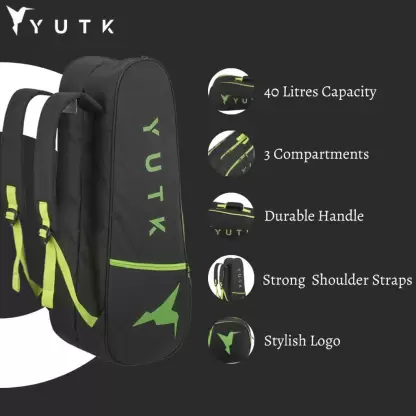 YUTK
YUTK
40 Litres Capacity
3 Compartments
Durable Handle
Strong Shoulder Straps
Stylish Logo